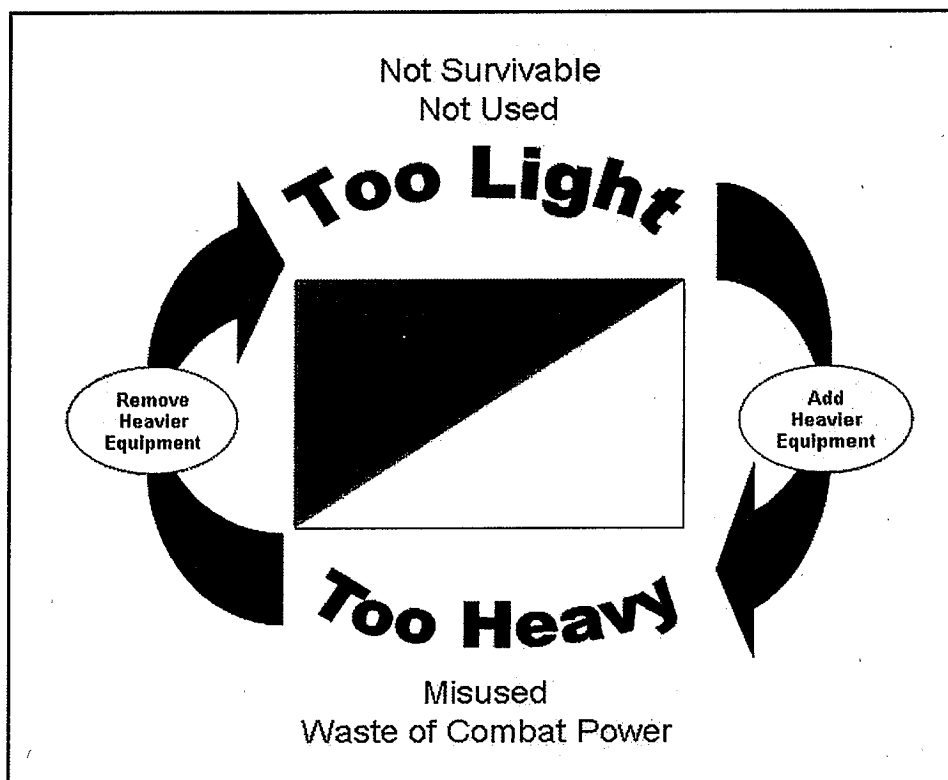 Not Survivable
Not Used
Too Light
Remove
Heavier
Equipment
Add
Heavier
Equipment
Too Heavy
Misused
Waste of Combat Power